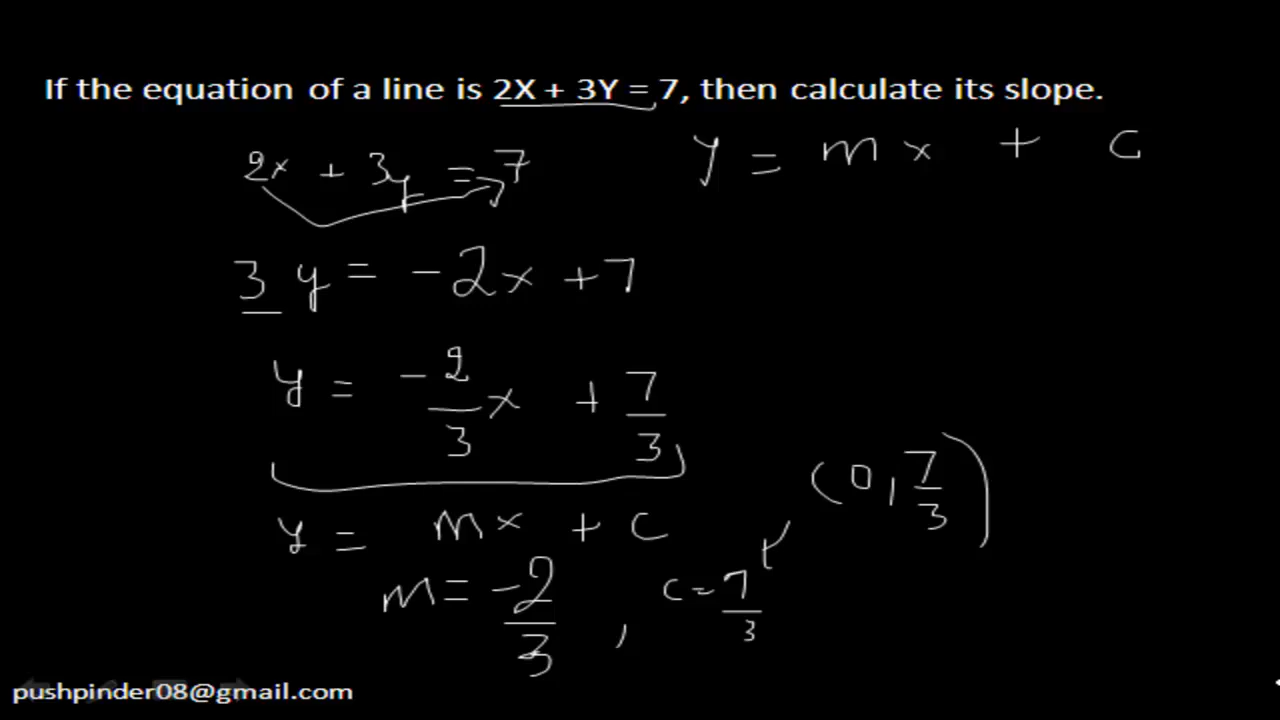 If the equation of a line is 2X + 3Y = 7, then calculate its slope.
y = mx + c
2x + 3y = 7
3y = -2x + 7
y = -2/3 x + 7/3
(0, 7/3)
y = mx + c
m = -2/3 , c = 7/3
pushpinder08@gmail.com